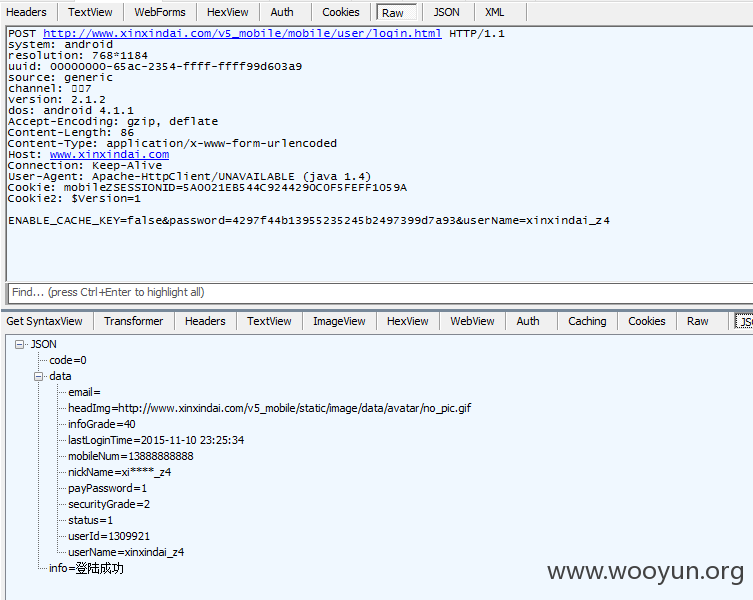 Headers TextView WebForms HexView Auth Cookies Raw JSON XML
POST http://www.xinxindai.com/v5_mobile/mobile/user/login.html HTTP/1.1
system: android
resolution: 768*1184
uuid: 00000000-65ac-2354-ffff-ffff99d603a9
source: generic
channel: 7
version: 2.1.2
dos: android 4.1.1
Accept-Encoding: gzip, deflate
Content-Length: 86
Content-Type: application/x-www-form-urlencoded
Host: www.xinxindai.com
Connection: Keep-Alive
User-Agent: Apache-HttpClient/UNAVAILABLE (java 1.4)
Cookie: mobileZSESSIONID=5A0021EB544C9244290C0F5FEFF1059A
Cookie2: $Version=1
ENABLE_CACHE_KEY=false&password=4297f44b13955235245b2497399d7a93&userName=xinxindai_z4
Find... (press Ctrl+Enter to highlight all)
Get SyntaxView Transformer Headers TextView ImageView HexView WebView Auth Caching Cookies Raw
JSON
code=0
data
email=
headImg=http://www.xinxindai.com/v5_mobile/static/image/data/avatar/no_pic.gif
infoGrade=40
lastLoginTime=2015-11-10 23:25:34
mobileNum=13888888888
nickName=xi****_z4
payPassword=1
securityGrade=2
status=1
userId=1309921
userName=xinxindai_z4
info=登陆成功
www.wooyun.org